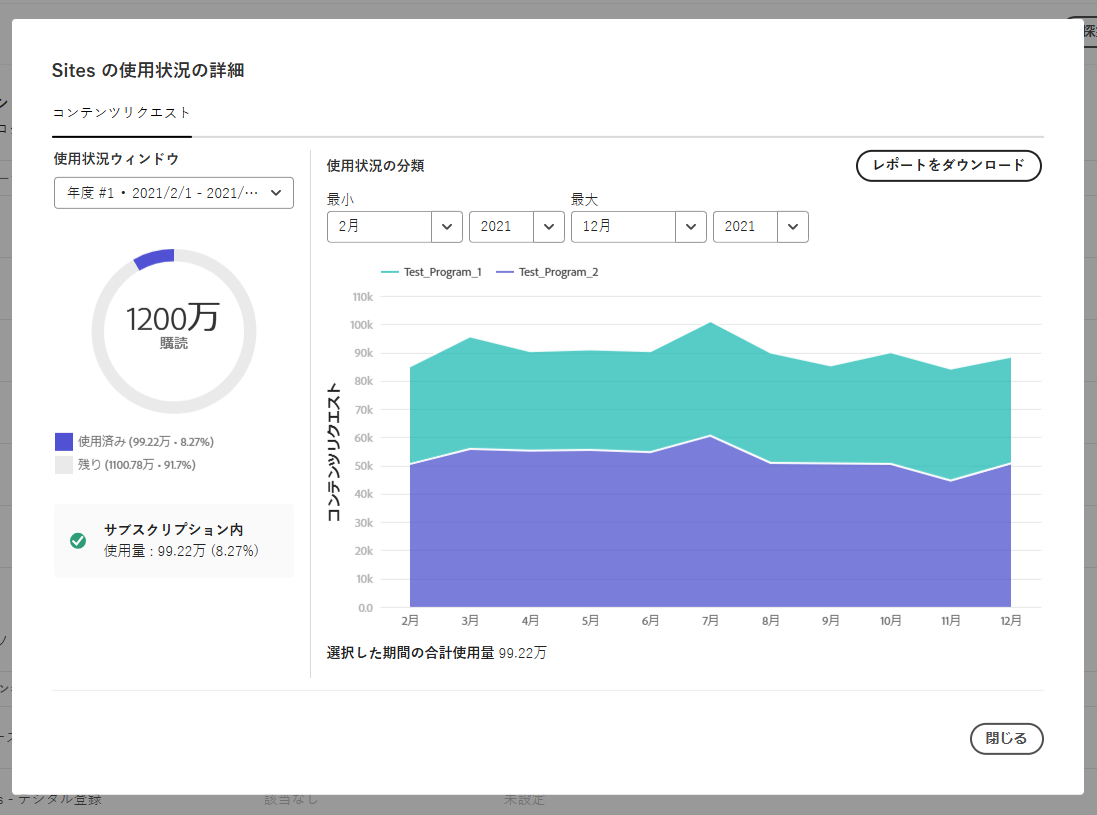 Sites の使用状況の詳細
コンテンツリクエスト
使用状況ウィンドウ
年度 #1 • 2021/2/1 - 2021/⋯
1200万
購読
使用済み (99.22万 • 8.27%)
残り (1100.78万 • 91.7%)
サブスクリプション内
使用量 : 99.22万 (8.27%)
使用状況の分類
レポートをダウンロード
最小
最大
2月 2021 12月 2021
Test_Program_1 Test_Program_2
コンテンツリクエスト
110k
100k
90k
80k
70k
60k
50k
40k
30k
20k
10k
0.0
2月 3月 4月 5月 6月 7月 8月 9月 10月 11月 12月
選択した期間の合計使用量 99.22万
閉じる
s - デジタル登録 該当なし 未設定